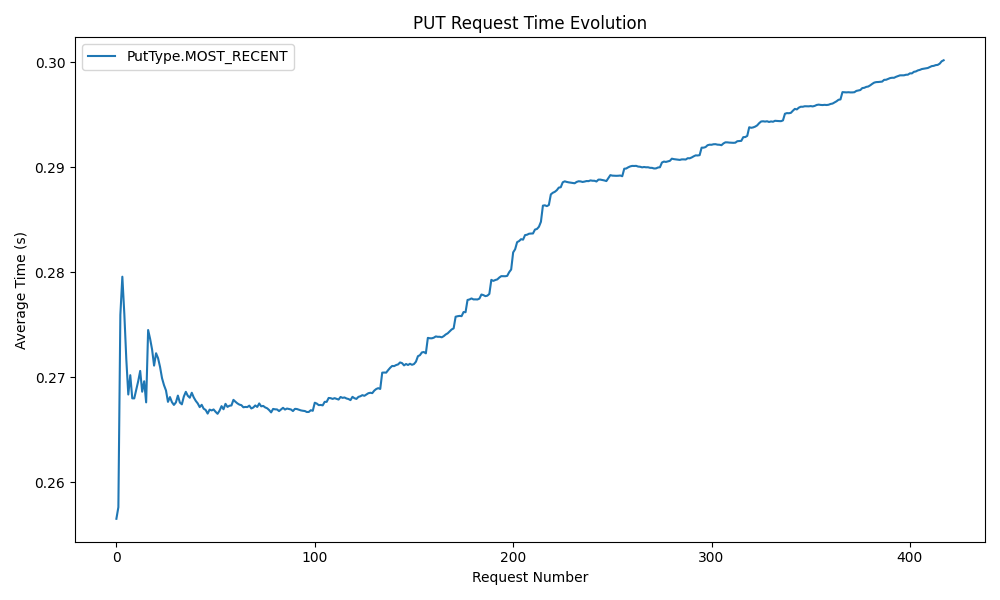 PUT Request Time Evolution
PutType.MOST_RECENT
Average Time (s)
0.30
0.29
0.28
0.27
0.26
0 100 200 300 400
Request Number